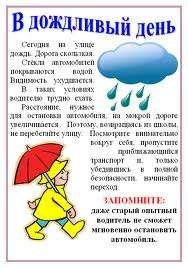 В дождливый день
Сегодня на улице
дождь. Дорога скользкая.
Стёкла автомобилей
покрываются водой.
Видимость ухудшается.
В таких условиях
водителю трудно ехать.
Расстояние, нужное
для остановки автомобиля, на мокрой дороге
увеличивается. Поэтому, возвращаясь из школы,
не перебегайте улицу. Посмотрите внимательно
вокруг себя, пропустите
приближающийся
транспорт и, только
убедившись в полной
безопасности, начинайте
переход.
ЗАПОМНИТЕ:
даже старый опытный
водитель не сможет
мгновенно остановить
автомобиль.